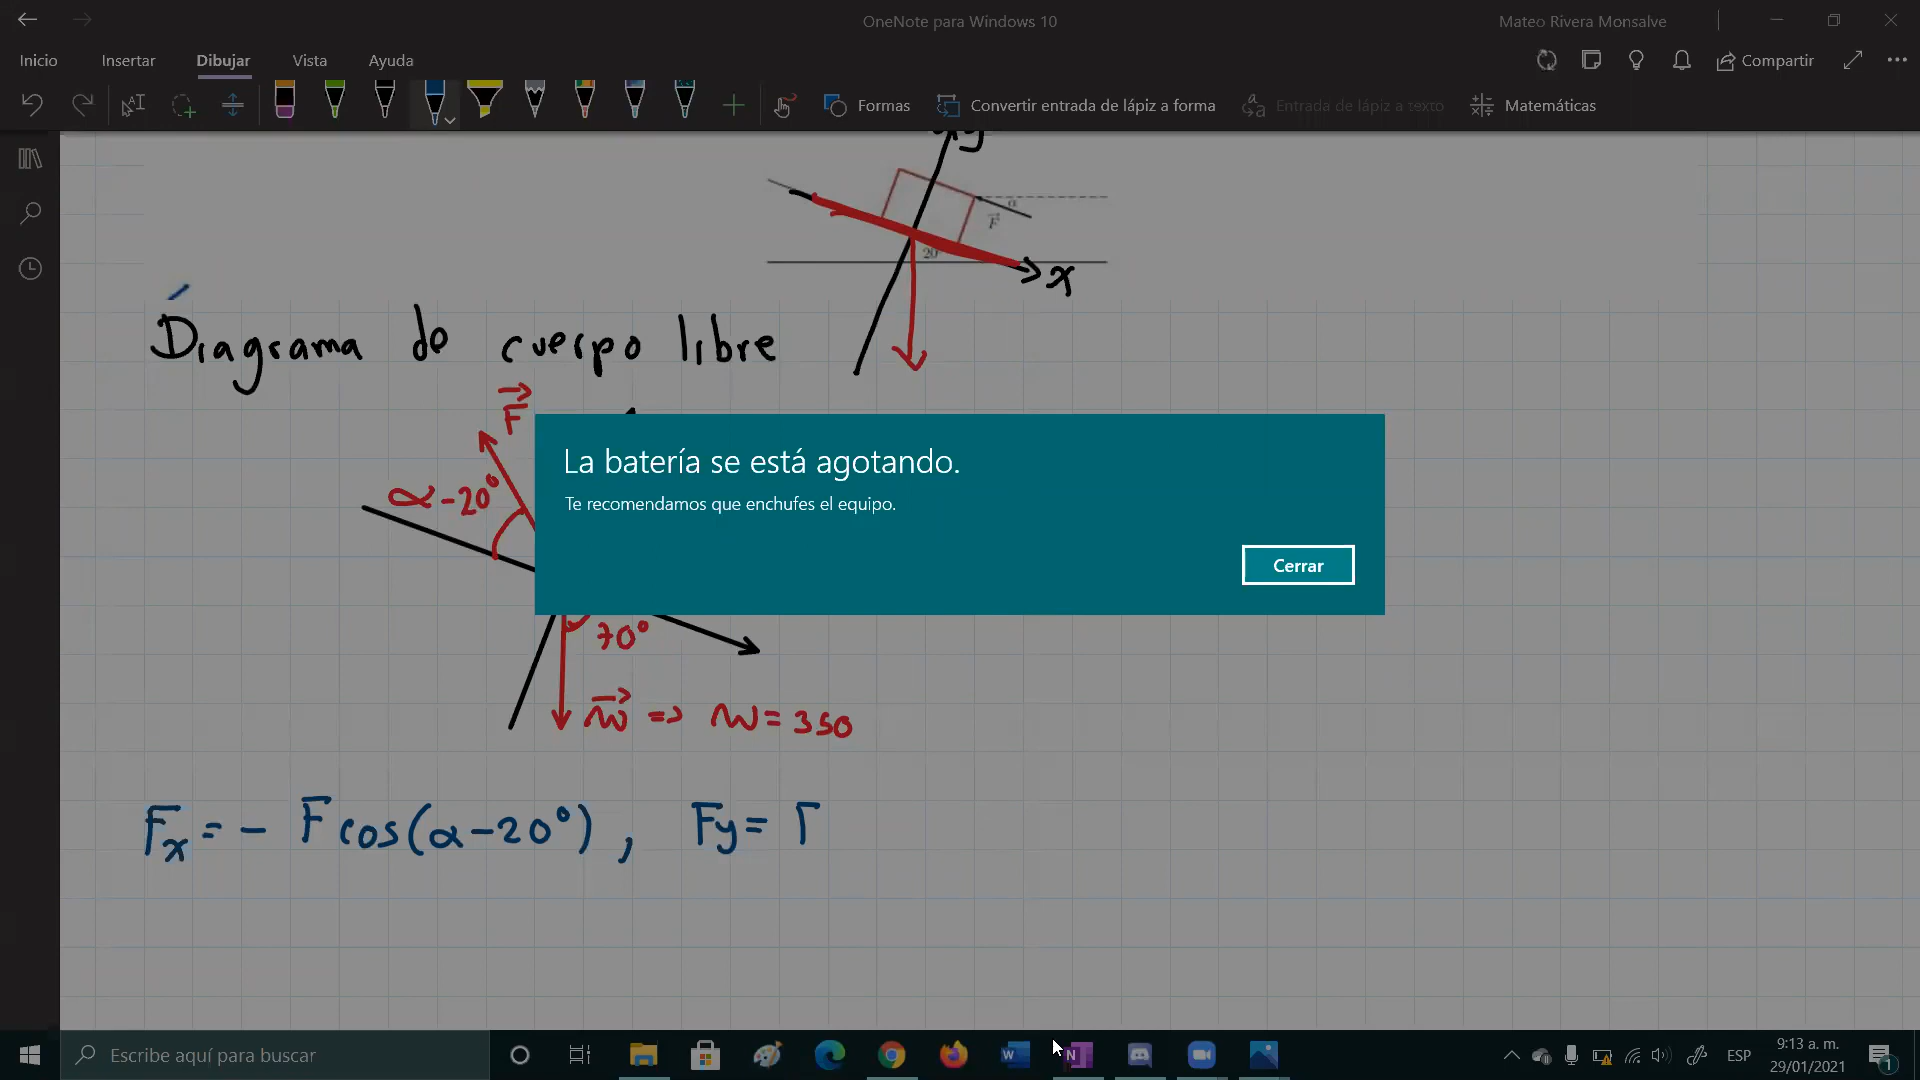 OneNote para Windows 10
Mateo Rivera Monsalve
Inicio Insertar Dibujar Vista Ayuda
Compartir
Formas Convertir entrada de lápiz a forma Entrada de lápiz a texto Matemáticas
y
α
F
20
x
Diagrama de cuerpo libre
F
α-20°
La batería se está agotando.
Te recomendamos que enchufes el equipo.
Cerrar
70°
w => w = 350
Fx = - F cos(α-20°) , Fy = Γ
Escribe aquí para buscar
ESP
9:13 a. m.
29/01/2021
1